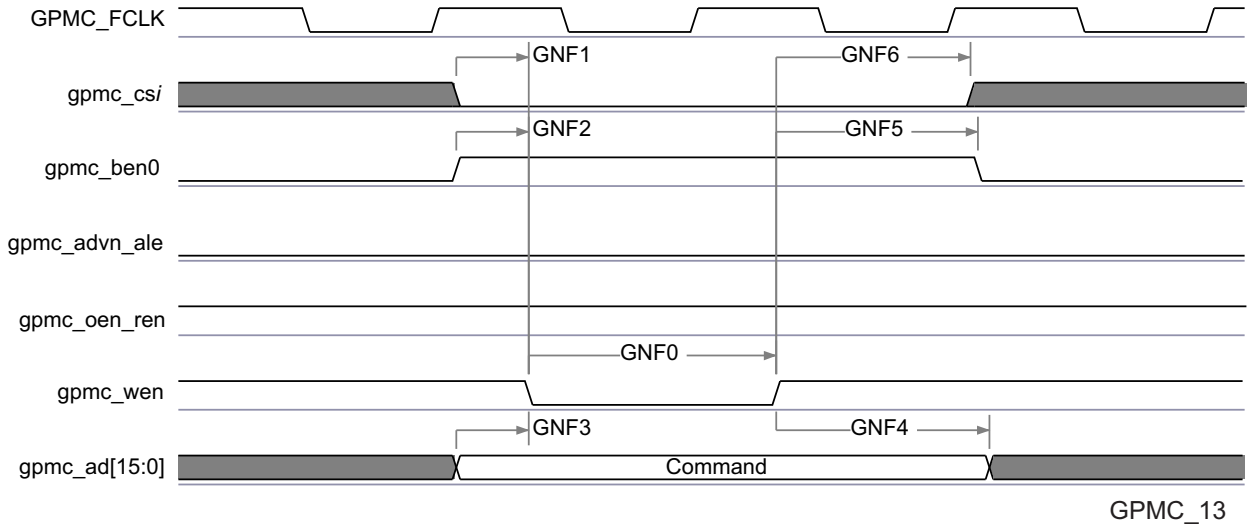 GPMC_FCLK
GNF1
GNF6
gpmc_csi
GNF2
GNF5
gpmc_ben0
gpmc_advn_ale
gpmc_oen_ren
GNF0
gpmc_wen
GNF3
GNF4
gpmc_ad[15:0]
Command
GPMC_13